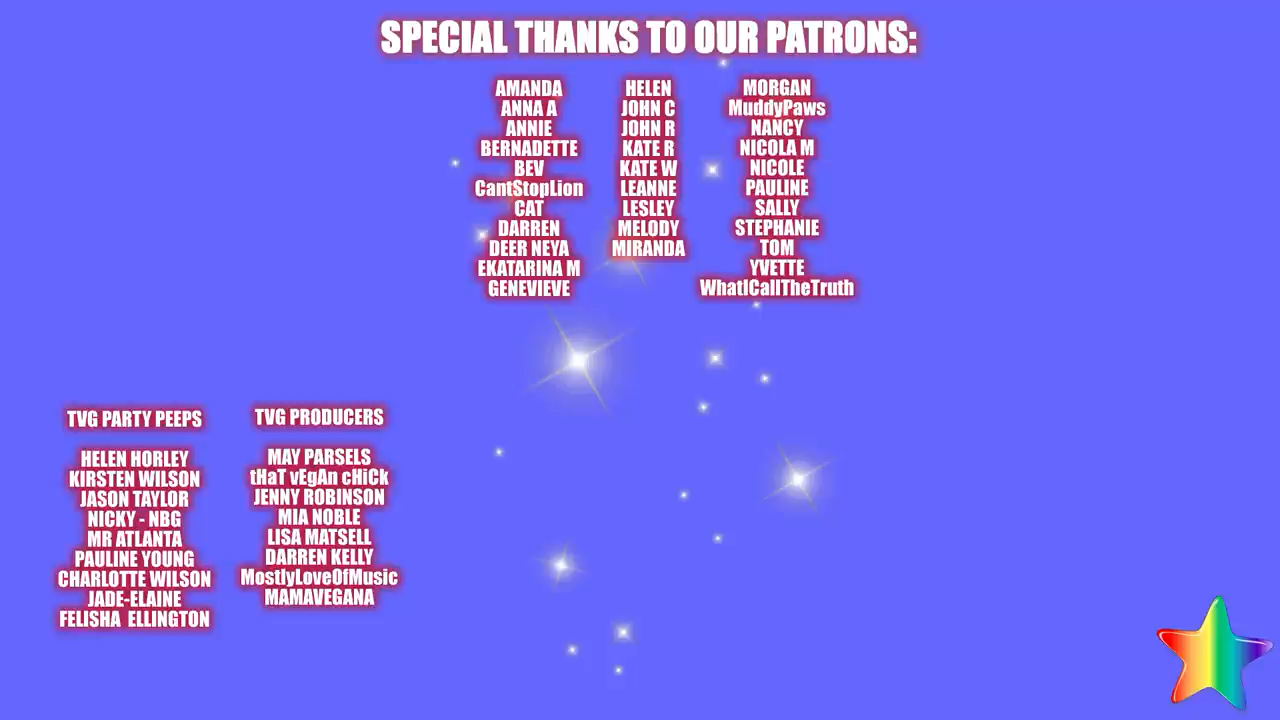 SPECIAL THANKS TO OUR PATRONS:
AMANDA
ANNA A
ANNIE
BERNADETTE
BEV
CantStopLion
CAT
DARREN
DEER NEYA
EKATARINA M
GENEVIEVE
HELEN
JOHN C
JOHN R
KATE R
KATE W
LEANNE
LESLEY
MELODY
MIRANDA
MORGAN
MuddyPaws
NANCY
NICOLA M
NICOLE
PAULINE
SALLY
STEPHANIE
TOM
YVETTE
WhatICallTheTruth
TVG PARTY PEEPS
HELEN HORLEY
KIRSTEN WILSON
JASON TAYLOR
NICKY - NBG
MR ATLANTA
PAULINE YOUNG
CHARLOTTE WILSON
JADE-ELAINE
FELISHA ELLINGTON
TVG PRODUCERS
MAY PARSELS
tHaT vEgAn cHiCk
JENNY ROBINSON
MIA NOBLE
LISA MATSELL
DARREN KELLY
MostlyLoveOfMusic
MAMAVEGANA